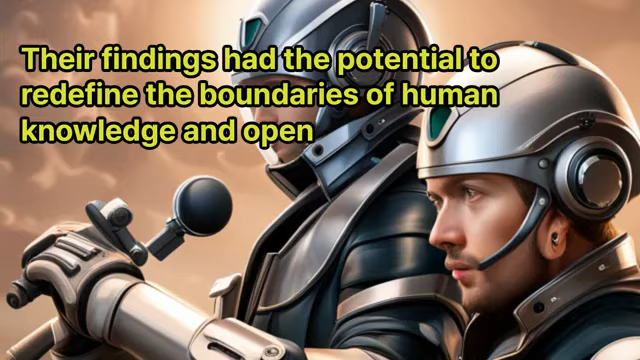 Their findings had the potential to
redefine the boundaries of human
knowledge and open